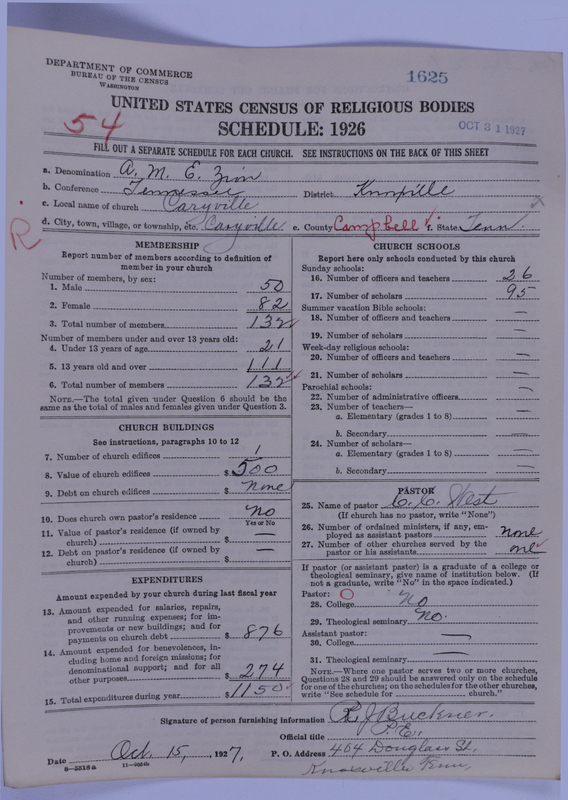 DEPARTMENT OF COMMERCE
BUREAU OF THE CENSUS
WASHINGTON
1625
UNITED STATES CENSUS OF RELIGIOUS BODIES
54
SCHEDULE: 1926
OCT 31 1927
FILL OUT A SEPARATE SCHEDULE FOR EACH CHURCH. SEE INSTRUCTIONS ON THE BACK OF THIS SHEET
a. Denomination A. M. E. Zion
b. Conference Tennessee District Knoxville
c. Local name of church Caryville
d. City, town, village, or township, etc. Caryville e. County Campbell f. State Tenn.
R
MEMBERSHIP
Report number of members according to definition of
member in your church
Number of members, by sex:
1. Male 50
2. Female 82
3. Total number of members 132
Number of members under and over 13 years old:
4. Under 13 years of age 21
5. 13 years old and over 111
6. Total number of members 132
NOTE.—The total given under Question 6 should be
same as the total of males and females given under Question 3.
CHURCH BUILDINGS
See instructions, paragraphs 10 to 12
7. Number of church edifices 1
8. Value of church edifices $ 500
9. Debt on church edifices $ none
10. Does church own pastor's residence? No
Yes or No
11. Value of pastor's residence (if owned by
church) $ —
12. Debt on pastor's residence (if owned by
church) $ —
EXPENDITURES
Amount expended by your church during last fiscal year
13. Amount expended for salaries, repairs,
and other running expenses; for im-
provements or new buildings; and for
payments on church debt $ 876
14. Amount expended for benevolences, in-
cluding home and foreign missions; for
denominational support; and for all
other purposes $ 274
15. Total expenditures during year $ 1150
CHURCH SCHOOLS
Report here only schools conducted by this church
Sunday schools:
16. Number of officers and teachers 26
17. Number of scholars 95
Summer vacation Bible schools:
18. Number of officers and teachers —
19. Number of scholars —
Week-day religious schools:
20. Number of officers and teachers —
21. Number of scholars —
Parochial schools:
22. Number of administrative officers —
23. Number of teachers—
a. Elementary (grades 1 to 8) —
b. Secondary —
24. Number of scholars—
a. Elementary (grades 1 to 8) —
b. Secondary —
PASTOR
25. Name of pastor C. C. West
(If church has no pastor, write "None")
26. Number of ordained ministers, if any, em-
ployed as assistant pastors none
27. Number of other churches served by the
pastor or his assistants one
If pastor (or assistant pastor) is a graduate of a college or
theological seminary, give name of institution below. (If
not a graduate, write "No" in the space indicated.)
Pastor:
28. College No
29. Theological seminary No.
Assistant pastor:
30. College —
31. Theological seminary —
NOTE.—Where one pastor serves two or more churches,
Questions 28 and 29 should be answered only on the schedule
for one of the churches; on the schedules for the other churches,
write "See schedule for church."
Signature of person furnishing information R. J. Buckner.
Official title P. E.
Date Oct. 15, 1927, P. O. Address 464 Douglass St.
8—5818a
Knoxville Tenn,